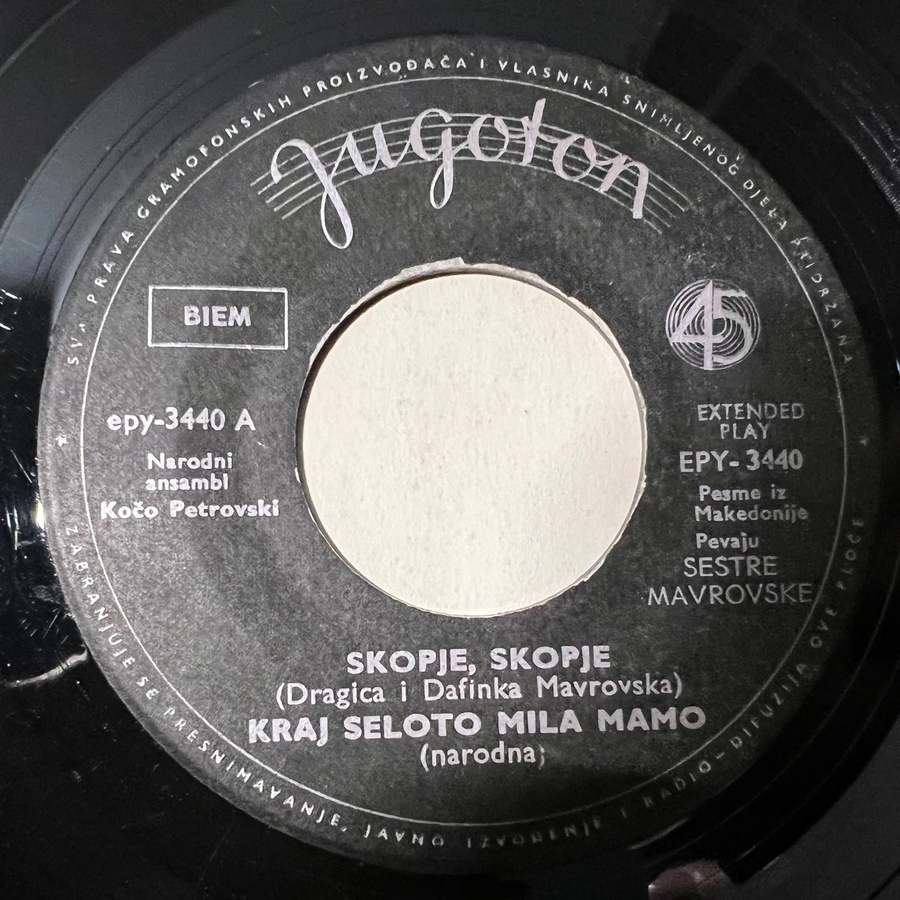 SVA PRAVA GRAMOFONSKIH PROIZVOĐAČA I VLASNIKA SNIMLJENOG DJELA PRIDRŽANA
Jugoton
BIEM
45
epy-3440 A
Narodni
ansambl
Kočo Petrovski
EXTENDED
PLAY
EPY-3440
Pesme iz
Makedonije
Pevaju
SESTRE
MAVROVSKE
SKOPJE, SKOPJE
(Dragica i Dafinka Mavrovska)
KRAJ SELOTO MILA MAMO
(narodna)
ZABRANJUJE SE PRESNIMAVANJE, JAVNO IZVOĐENJE I RADIO-DIFUZIJA OVE PLOČE